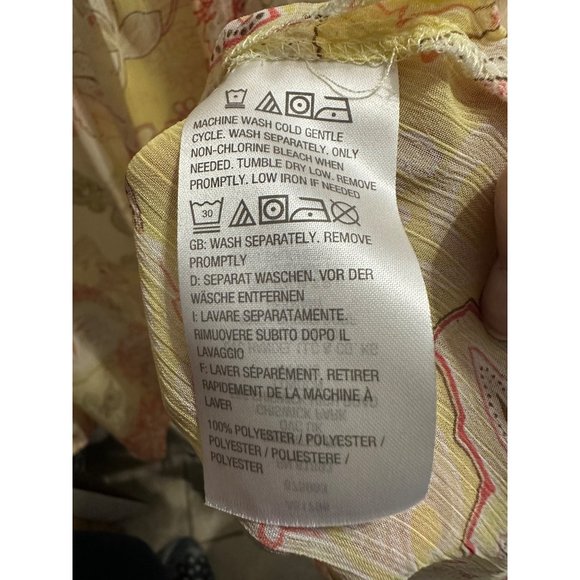 MACHINE WASH COLD GENTLE
CYCLE. WASH SEPARATELY. ONLY
NON-CHLORINE BLEACH WHEN
NEEDED. TUMBLE DRY LOW. REMOVE
PROMPTLY. LOW IRON IF NEEDED
30
GB: WASH SEPARATELY. REMOVE
PROMPTLY
D: SEPARAT WASCHEN. VOR DER
WÄSCHE ENTFERNEN
I: LAVARE SEPARATAMENTE.
RIMUOVERE SUBITO DOPO IL
LAVAGGIO
F: LAVER SÉPARÉMENT. RETIRER
RAPIDEMENT DE LA MACHINE À
LAVER
100% POLYESTER / POLYESTER /
POLYESTER / POLIESTERE /
POLYESTER